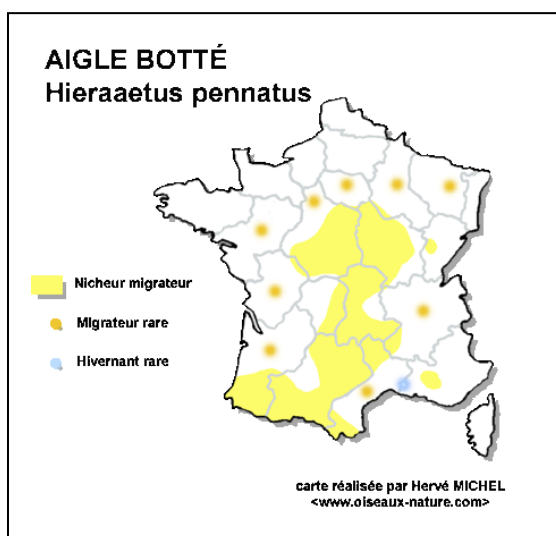 AIGLE BOTTÉ
Hieraaetus pennatus
Nicheur migrateur
Migrateur rare
Hivernant rare
carte réalisée par Hervé MICHEL
<www.oiseaux-nature.com>